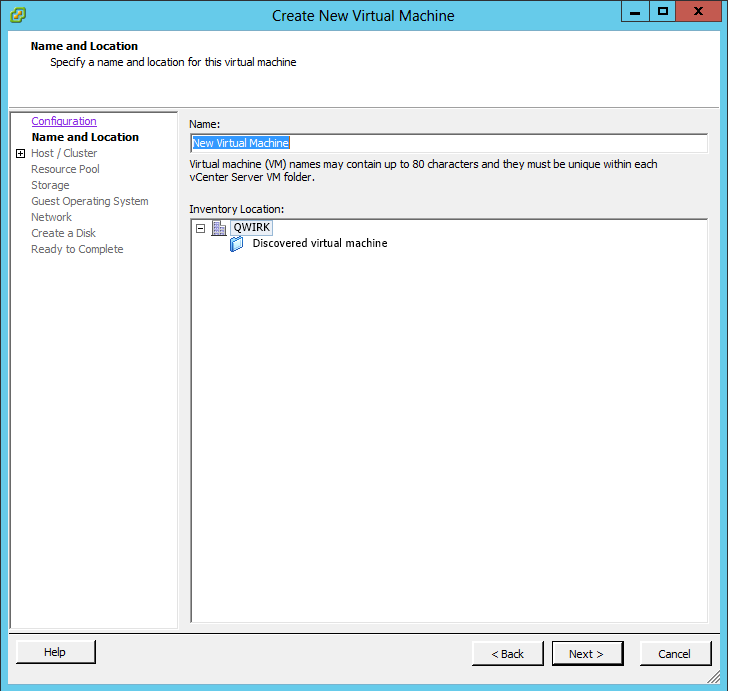 Create New Virtual Machine
Name and Location
Specify a name and location for this virtual machine
Configuration
Name and Location
Host / Cluster
Resource Pool
Storage
Guest Operating System
Network
Create a Disk
Ready to Complete
Name:
New Virtual Machine
Virtual machine (VM) names may contain up to 80 characters and they must be unique within each
vCenter Server VM folder.
Inventory Location:
QWIRK
Discovered virtual machine
Help
< Back
Next >
Cancel